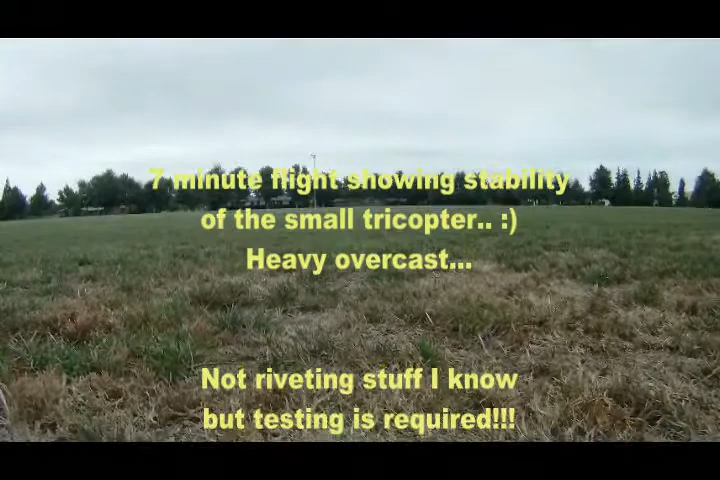 7 minute flight showing stability
of the small tricopter.. :)
Heavy overcast...
Not riveting stuff I know
but testing is required!!!